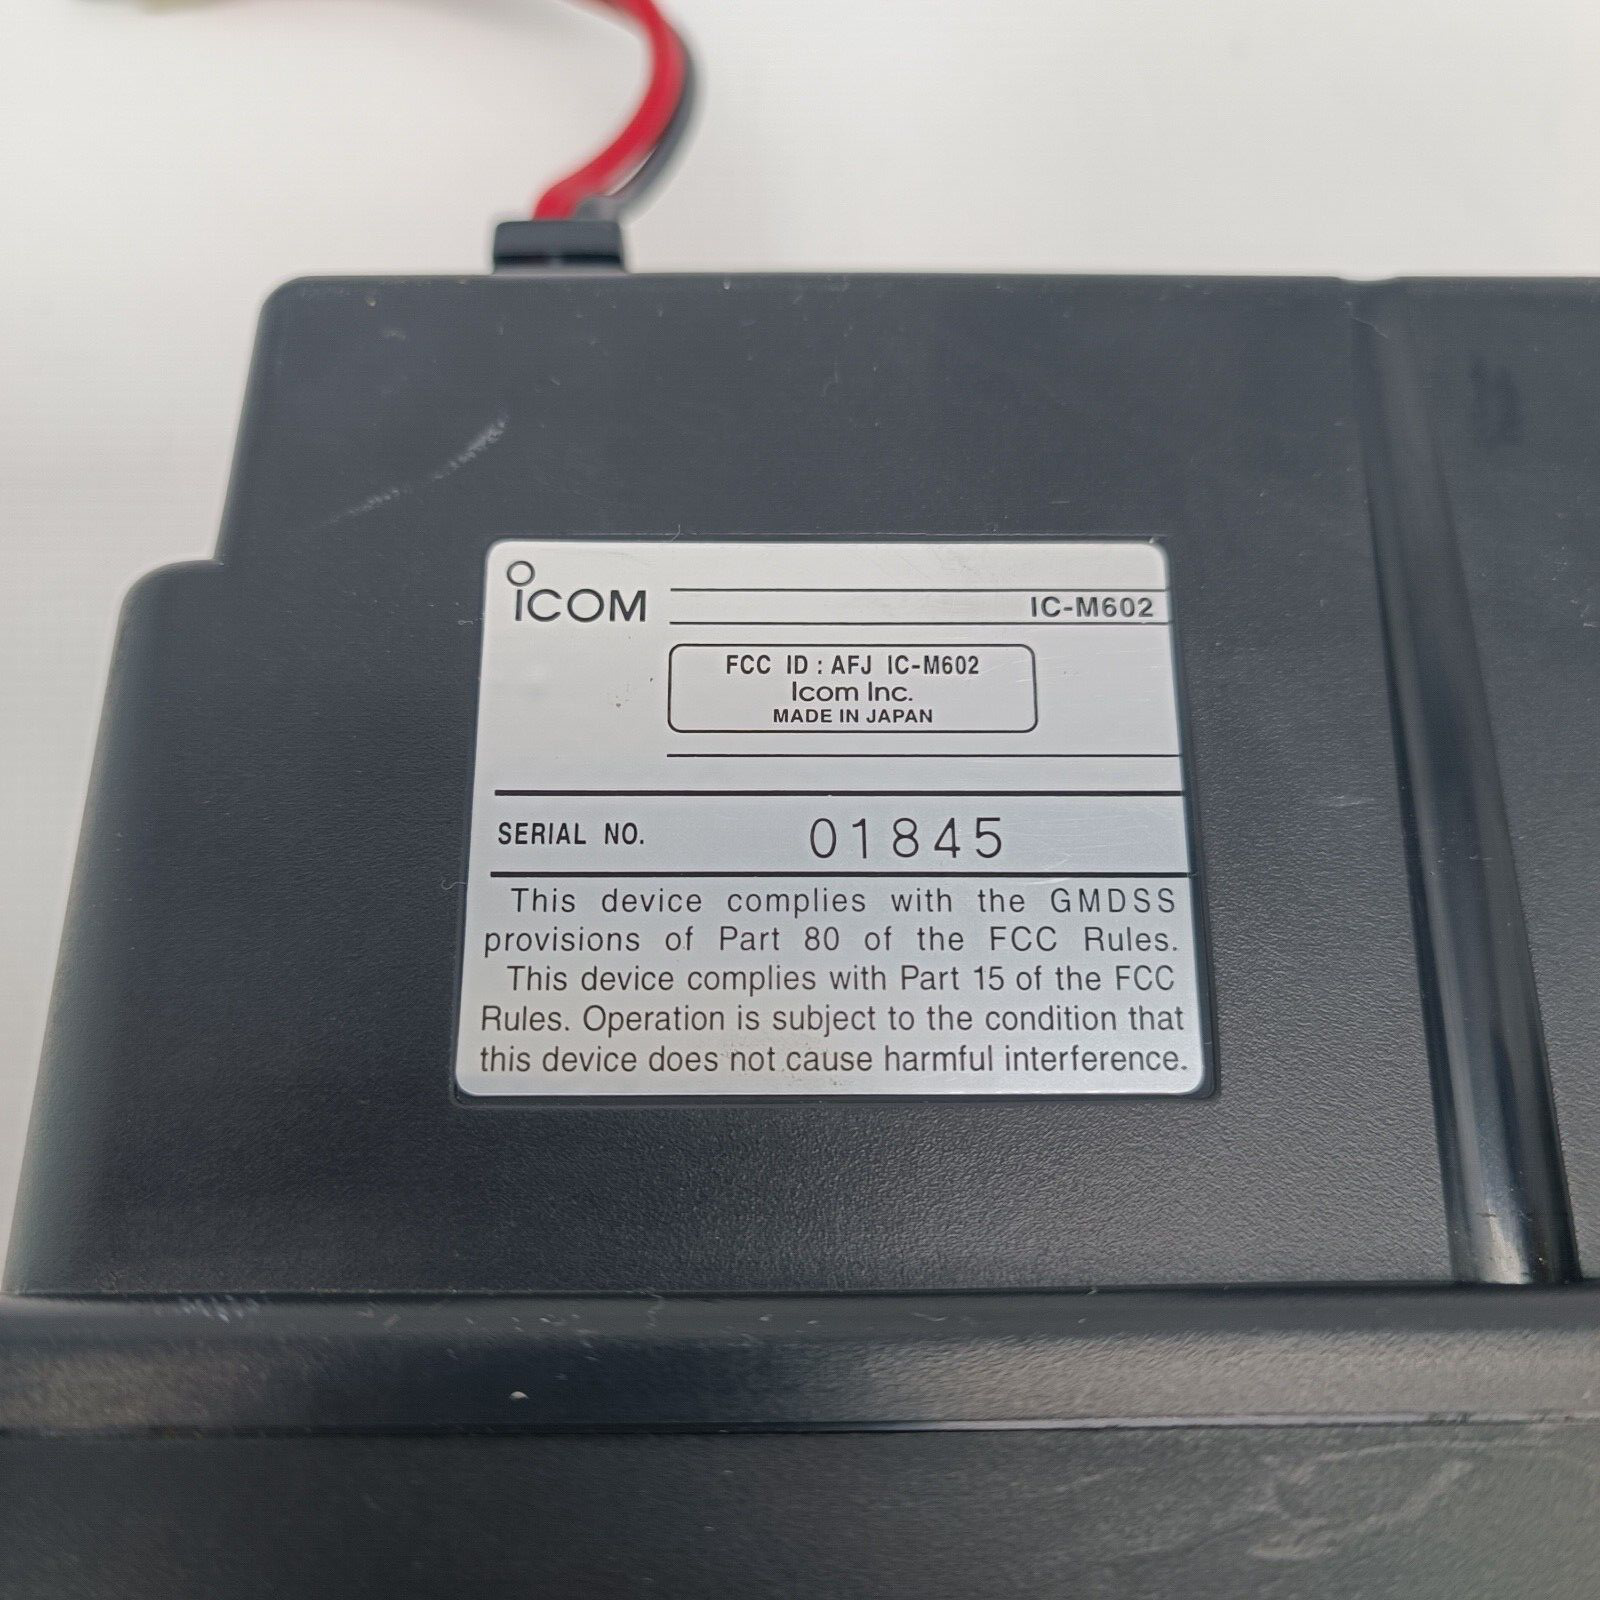 iCOM
IC-M602
FCC ID : AFJ IC-M602
Icom Inc.
MADE IN JAPAN
SERIAL NO. 01845
This device complies with the GMDSS
provisions of Part 80 of the FCC Rules.
This device complies with Part 15 of the FCC
Rules. Operation is subject to the condition that
this device does not cause harmful interference.